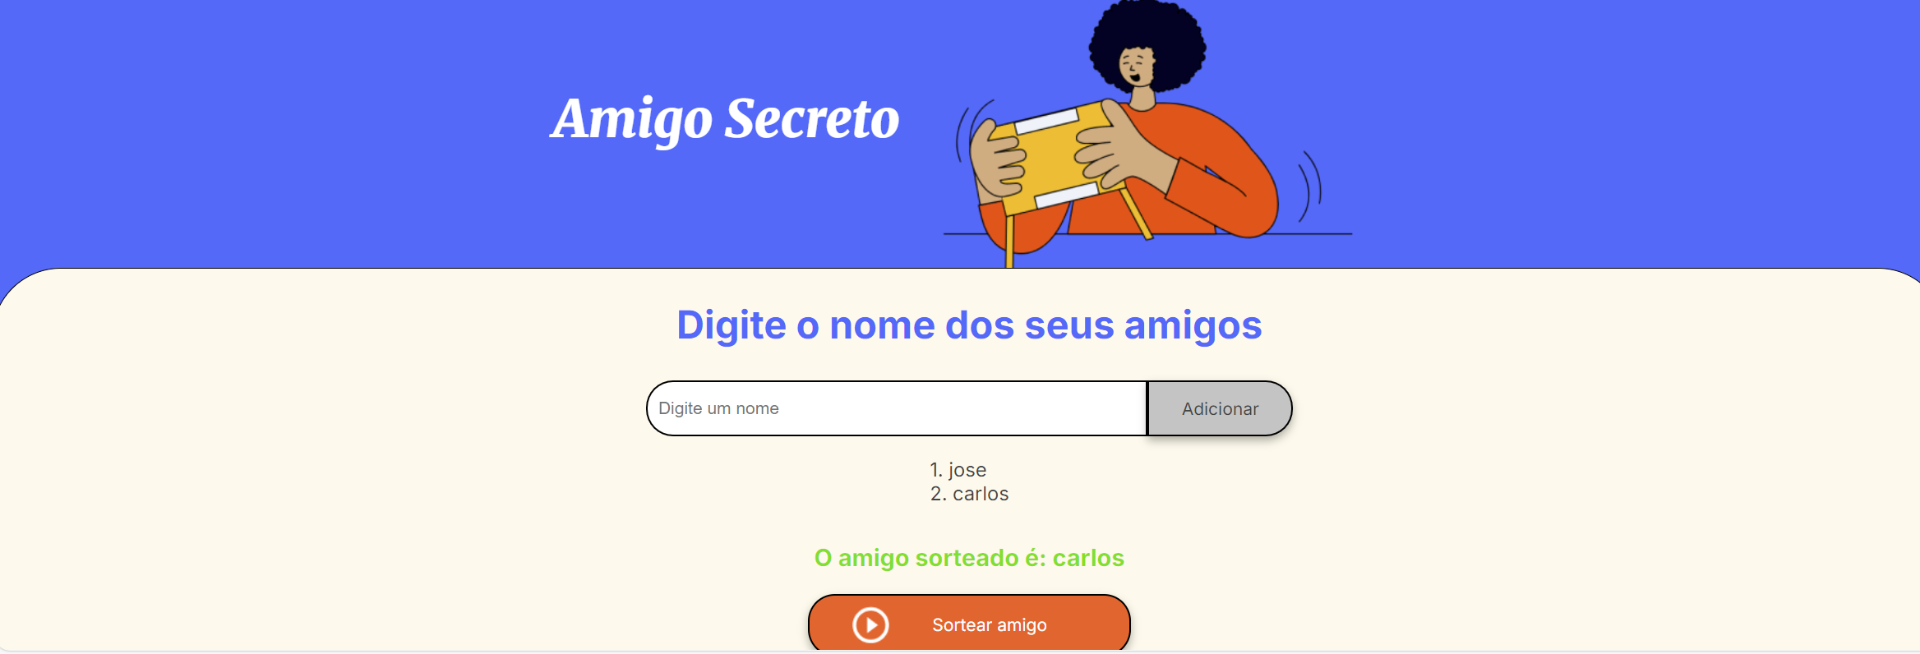 Amigo Secreto
Digite o nome dos seus amigos
Digite um nome
Adicionar
1. jose
2. carlos
O amigo sorteado é: carlos
Sortear amigo